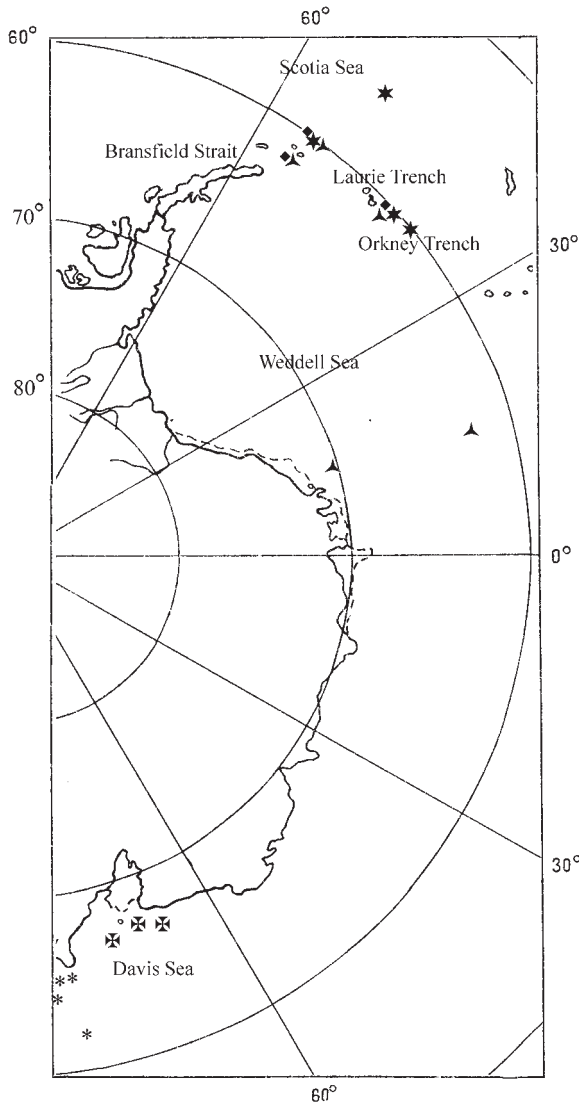 60°
60°
Scotia Sea
Bransfield Strait
Laurie Trench
70°
Orkney Trench
30°
Weddell Sea
80°
0°
30°
Davis Sea
60°